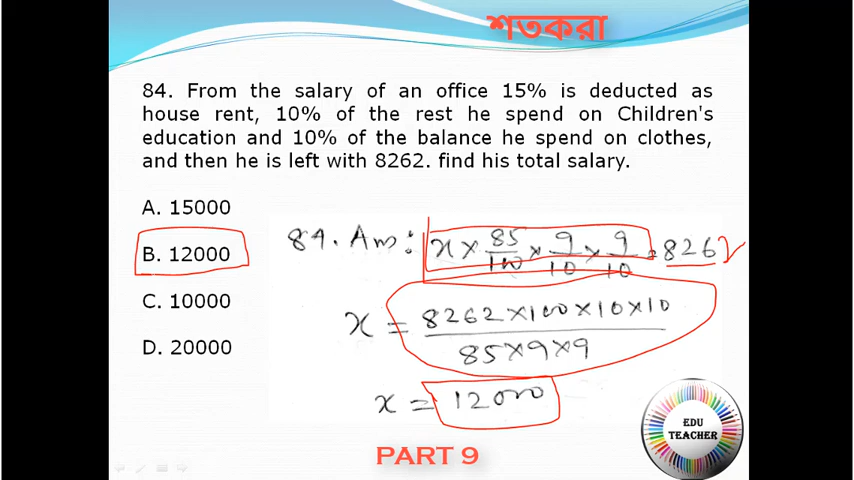 শতকরা
84. From the salary of an office 15% is deducted as
house rent, 10% of the rest he spend on Children's
education and 10% of the balance he spend on clothes,
and then he is left with 8262. find his total salary.
A. 15000
B. 12000
C. 10000
D. 20000
84. Ans: x × 85/100 × 9/10 × 9/10 = 8262
x = 8262×100×10×10 / 85×9×9
x = 12000
EDU
TEACHER
PART 9